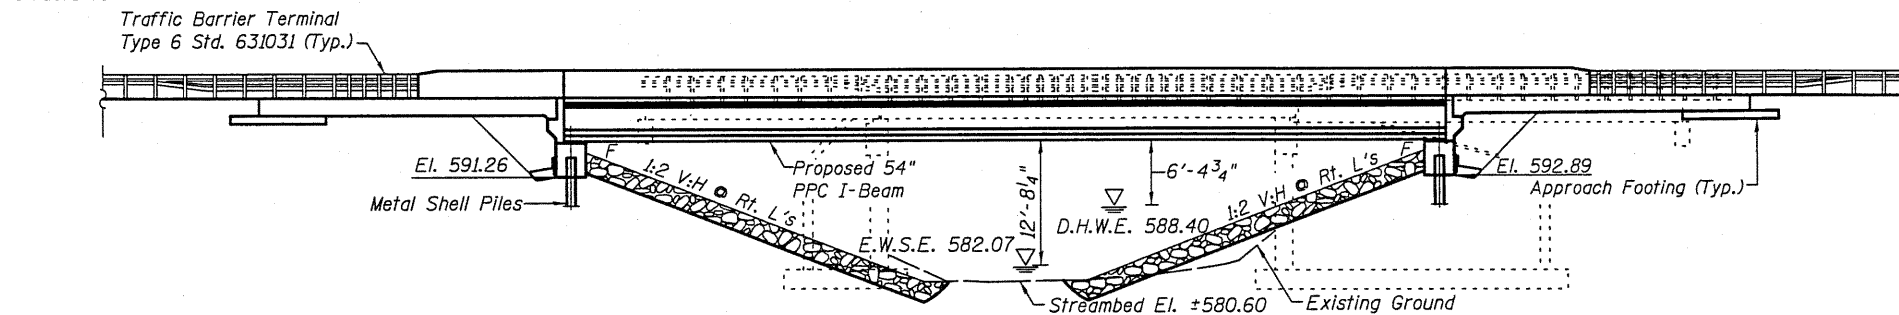 Traffic Barrier Terminal
Type 6 Std. 631031 (Typ.)
El. 591.26
Metal Shell Piles
F
1:2 V:H @ Rt. L's
Proposed 54"
PPC I-Beam
E.W.S.E. 582.07
12'-8¼"
6'-4¾"
D.H.W.E. 588.40
1:2 V:H @ Rt. L's
F
El. 592.89
Approach Footing (Typ.)
Streambed El. ±580.60
Existing Ground